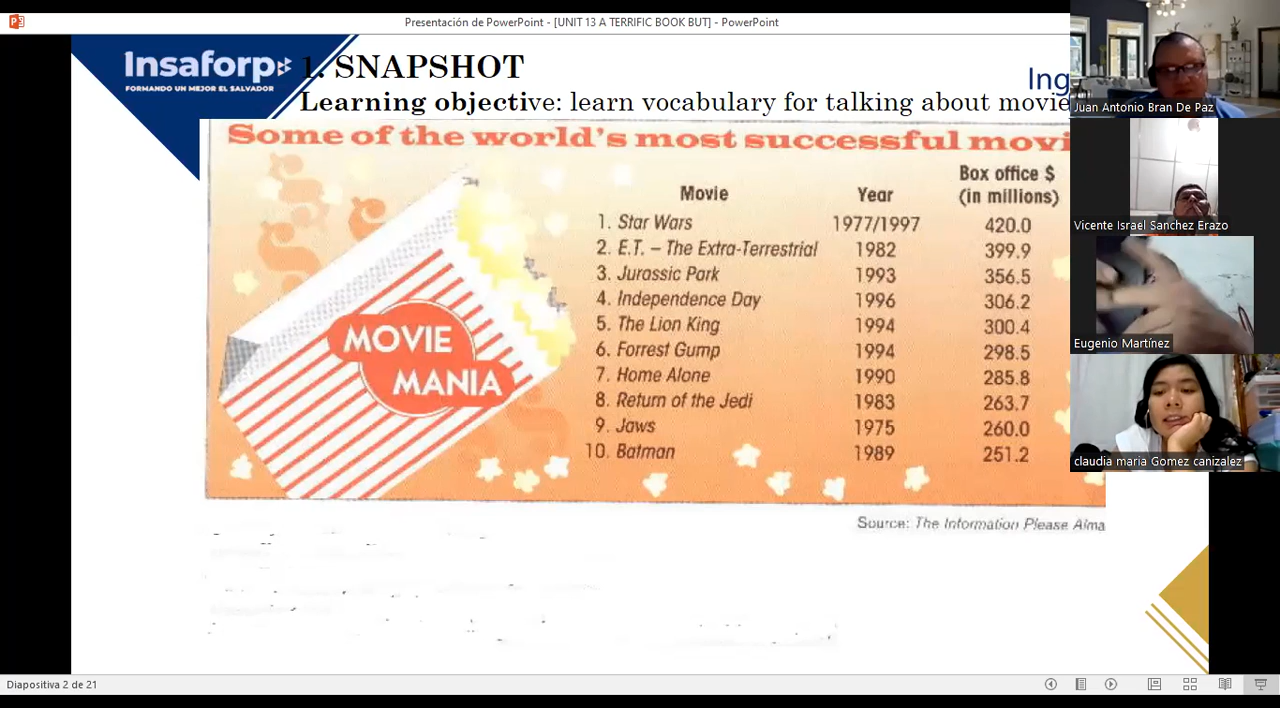 Presentación de PowerPoint - [UNIT 13 A TERRIFIC BOOK BUT] - PowerPoint
Insaforp
FORMANDO UN MEJOR EL SALVADOR
1. SNAPSHOT
Ing
Learning objective: learn vocabulary for talking about movie
Some of the world's most successful movi
Movie Year Box office $ (in millions)
1. Star Wars 1977/1997 420.0
2. E.T. – The Extra-Terrestrial 1982 399.9
3. Jurassic Park 1993 356.5
4. Independence Day 1996 306.2
5. The Lion King 1994 300.4
6. Forrest Gump 1994 298.5
7. Home Alone 1990 285.8
8. Return of the Jedi 1983 263.7
9. Jaws 1975 260.0
10. Batman 1989 251.2
MOVIE
MANIA
Source: The Information Please Alma
Juan Antonio Bran De Paz
Vicente Israel Sanchez Erazo
Eugenio Martínez
claudia maria Gomez canizalez
Diapositiva 2 de 21